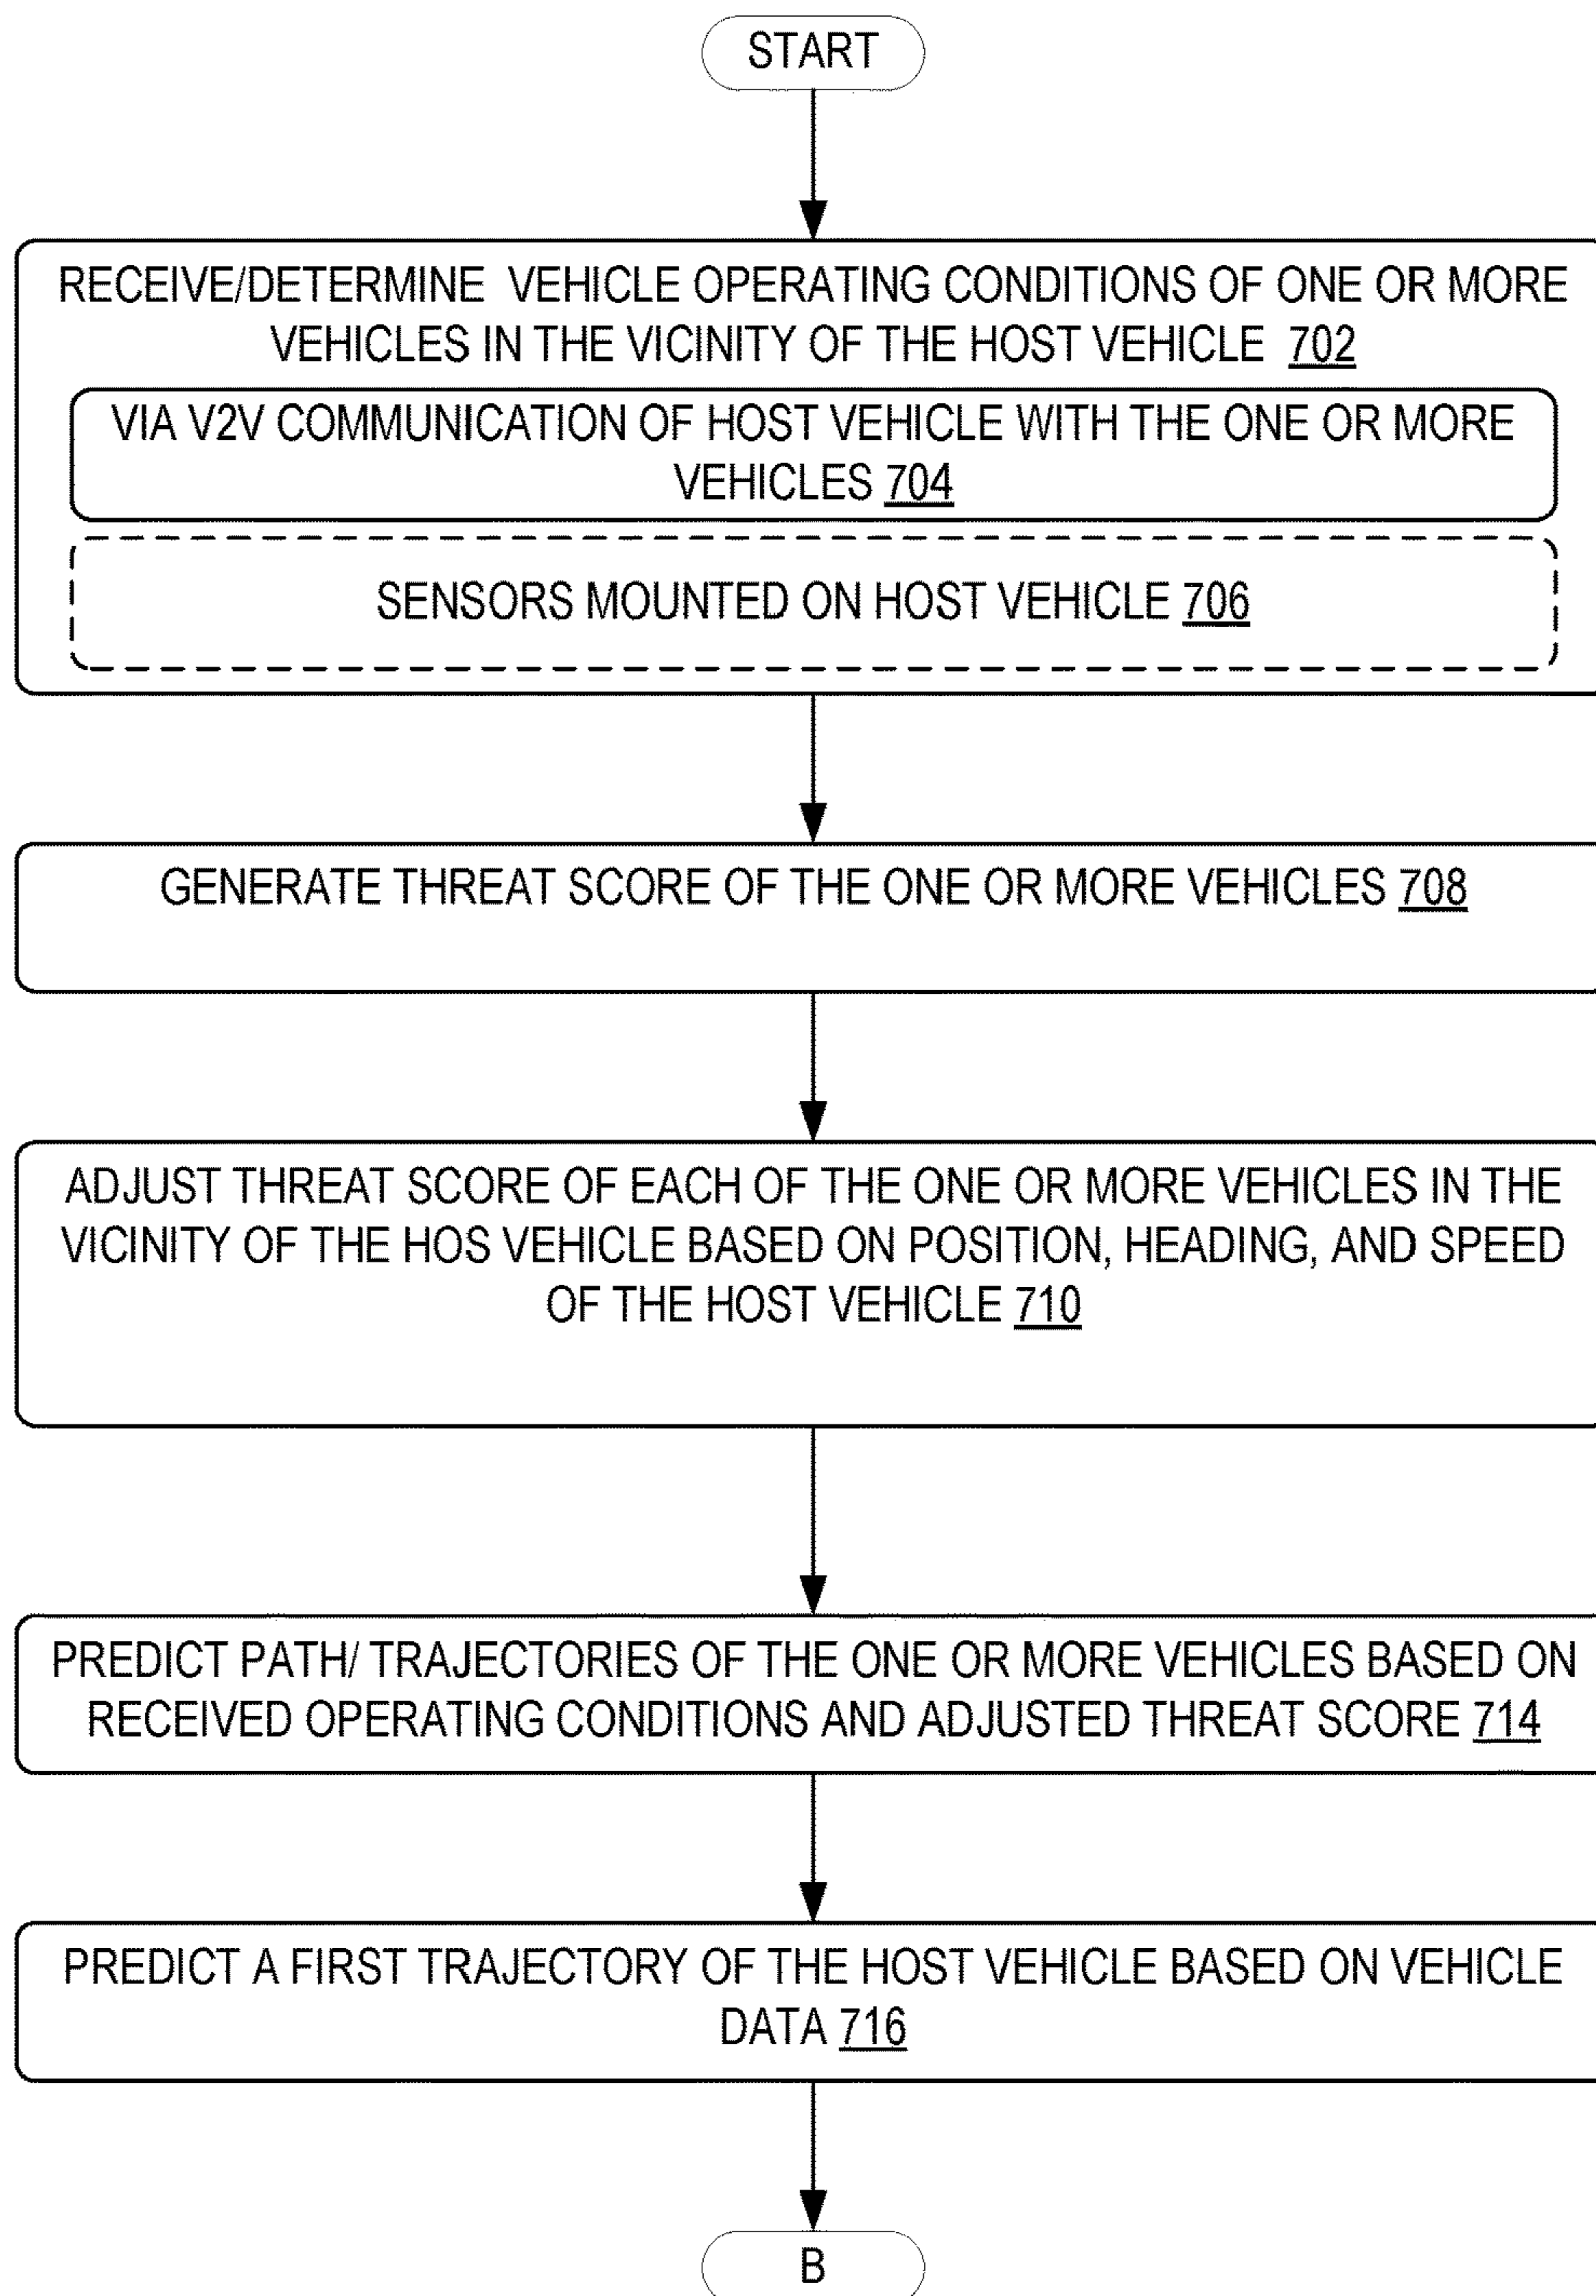 START
RECEIVE/DETERMINE VEHICLE OPERATING CONDITIONS OF ONE OR MORE
VEHICLES IN THE VICINITY OF THE HOST VEHICLE 702
VIA V2V COMMUNICATION OF HOST VEHICLE WITH THE ONE OR MORE
VEHICLES 704
SENSORS MOUNTED ON HOST VEHICLE 706
GENERATE THREAT SCORE OF THE ONE OR MORE VEHICLES 708
ADJUST THREAT SCORE OF EACH OF THE ONE OR MORE VEHICLES IN THE
VICINITY OF THE HOS VEHICLE BASED ON POSITION, HEADING, AND SPEED
OF THE HOST VEHICLE 710
PREDICT PATH/ TRAJECTORIES OF THE ONE OR MORE VEHICLES BASED ON
RECEIVED OPERATING CONDITIONS AND ADJUSTED THREAT SCORE 714
PREDICT A FIRST TRAJECTORY OF THE HOST VEHICLE BASED ON VEHICLE
DATA 716
B